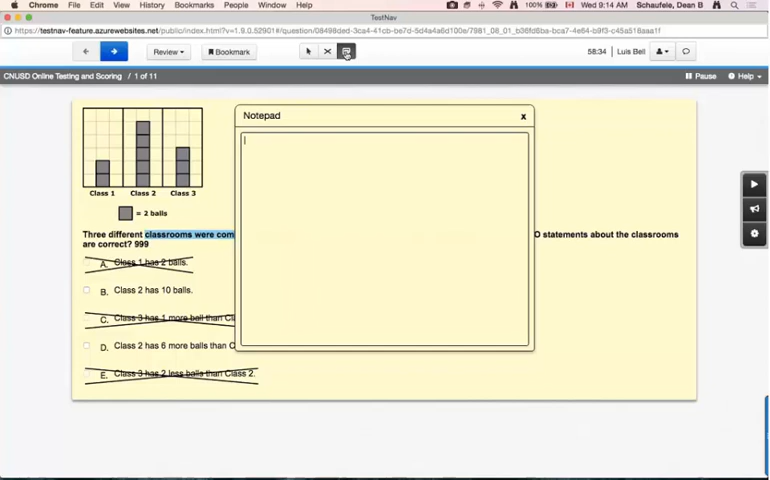 Chrome File Edit View History Bookmarks People Window Help 100% Wed 9:14 AM Schaufele, Dean B
TestNav
Review Bookmark 58:34 Luis Bell
CNUSD Online Testing and Scoring / 1 of 11 Pause Help
Notepad x
Class 1 Class 2 Class 3
= 2 balls
Three different classrooms were com O statements about the classrooms
are correct? 999
A. Class 1 has 2 balls.
B. Class 2 has 10 balls.
C. Class 3 has 1 more ball than Cl
D. Class 2 has 6 more balls than C
E. Class 3 has 2 less balls than Class 2.